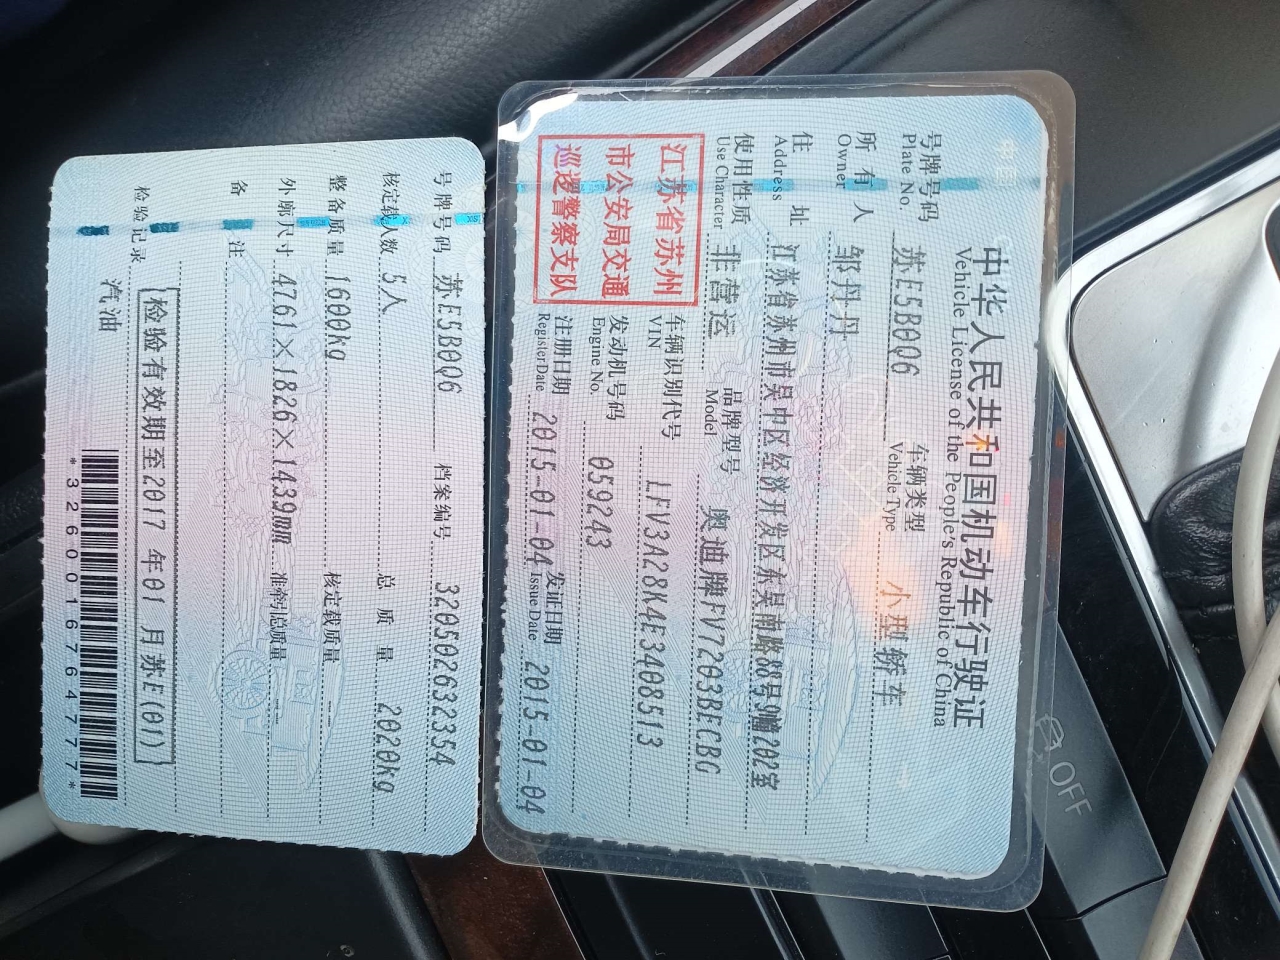 中华人民共和国机动车行驶证
Vehicle License of the People's Republic of China
号牌号码 苏E5B0Q6 车辆类型 小型轿车
Plate No. Vehicle Type
所有人 邹丹丹
Owner
住址 江苏省苏州市吴中区经济开发区东吴南路88号9幢702室
Address
使用性质 非营运 品牌型号 奥迪牌FV7203BECBG
Use Character Model
江苏省苏州
市公安局交通
巡逻警察支队
车辆识别代号 LFV3A28K4E3408513
VIN
发动机号码 059243
Engine No.
注册日期 2015-01-04 发证日期 2015-01-04
Register Date Issue Date
号牌号码 苏E5B0Q6 档案编号 320502632354
核定载人数 5人 总质量 2020kg
整备质量 1600kg 核定载质量 --
外廓尺寸 4761×1826×1439mm 准牵引总质量 --
备注
检验有效期至2017年01月苏E(01)
检验记录
汽油
*3260016764777*
OFF